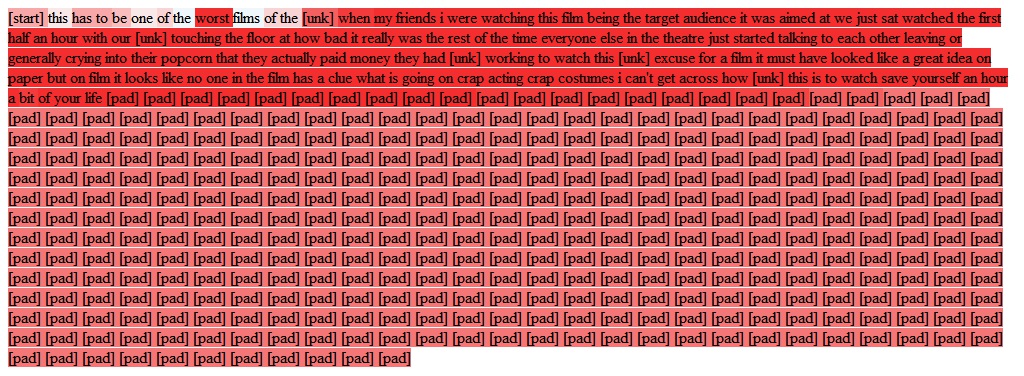 [start] this has to be one of the worst films of the [unk] when my friends i were watching this film being the target audience it was aimed at we just sat watched the first
half an hour with our [unk] touching the floor at how bad it really was the rest of the time everyone else in the theatre just started talking to each other leaving or
generally crying into their popcorn that they actually paid money they had [unk] working to watch this [unk] excuse for a film it must have looked like a great idea on
paper but on film it looks like no one in the film has a clue what is going on crap acting crap costumes i can't get across how [unk] this is to watch save yourself an hour
a bit of your life [pad] [pad] [pad] [pad] [pad] [pad] [pad] [pad] [pad] [pad] [pad] [pad] [pad] [pad] [pad] [pad] [pad] [pad] [pad] [pad] [pad] [pad] [pad] [pad]
[pad] [pad] [pad] [pad] [pad] [pad] [pad] [pad] [pad] [pad] [pad] [pad] [pad] [pad] [pad] [pad] [pad] [pad] [pad] [pad] [pad] [pad] [pad] [pad] [pad] [pad] [pad]
[pad] [pad] [pad] [pad] [pad] [pad] [pad] [pad] [pad] [pad] [pad] [pad] [pad] [pad] [pad] [pad] [pad] [pad] [pad] [pad] [pad] [pad] [pad] [pad] [pad] [pad] [pad]
[pad] [pad] [pad] [pad] [pad] [pad] [pad] [pad] [pad] [pad] [pad] [pad] [pad] [pad] [pad] [pad] [pad] [pad] [pad] [pad] [pad] [pad] [pad] [pad] [pad] [pad] [pad]
[pad] [pad] [pad] [pad] [pad] [pad] [pad] [pad] [pad] [pad] [pad] [pad] [pad] [pad] [pad] [pad] [pad] [pad] [pad] [pad] [pad] [pad] [pad] [pad] [pad] [pad] [pad]
[pad] [pad] [pad] [pad] [pad] [pad] [pad] [pad] [pad] [pad] [pad] [pad] [pad] [pad] [pad] [pad] [pad] [pad] [pad] [pad] [pad] [pad] [pad] [pad] [pad] [pad] [pad]
[pad] [pad] [pad] [pad] [pad] [pad] [pad] [pad] [pad] [pad] [pad] [pad] [pad] [pad] [pad] [pad] [pad] [pad] [pad] [pad] [pad] [pad] [pad] [pad] [pad] [pad] [pad]
[pad] [pad] [pad] [pad] [pad] [pad] [pad] [pad] [pad] [pad] [pad] [pad] [pad] [pad] [pad] [pad] [pad] [pad] [pad] [pad] [pad] [pad] [pad] [pad] [pad] [pad] [pad]
[pad] [pad] [pad] [pad] [pad] [pad] [pad] [pad] [pad] [pad] [pad] [pad] [pad] [pad] [pad] [pad] [pad] [pad] [pad] [pad] [pad] [pad] [pad] [pad] [pad] [pad] [pad]
[pad] [pad] [pad] [pad] [pad] [pad] [pad] [pad] [pad] [pad] [pad] [pad] [pad] [pad] [pad] [pad] [pad] [pad] [pad] [pad] [pad] [pad] [pad] [pad] [pad] [pad] [pad]
[pad] [pad] [pad] [pad] [pad] [pad] [pad] [pad] [pad] [pad] [pad] [pad] [pad] [pad] [pad] [pad] [pad] [pad] [pad] [pad] [pad] [pad] [pad] [pad] [pad] [pad] [pad]
[pad] [pad] [pad] [pad] [pad] [pad] [pad] [pad] [pad] [pad] [pad] [pad] [pad] [pad] [pad] [pad] [pad] [pad] [pad] [pad] [pad] [pad] [pad] [pad] [pad] [pad] [pad]
[pad] [pad] [pad] [pad] [pad] [pad] [pad] [pad] [pad] [pad] [pad] [pad] [pad] [pad] [pad] [pad] [pad] [pad] [pad] [pad] [pad] [pad] [pad] [pad] [pad] [pad] [pad]
[pad] [pad] [pad] [pad] [pad] [pad] [pad] [pad] [pad] [pad] [pad]